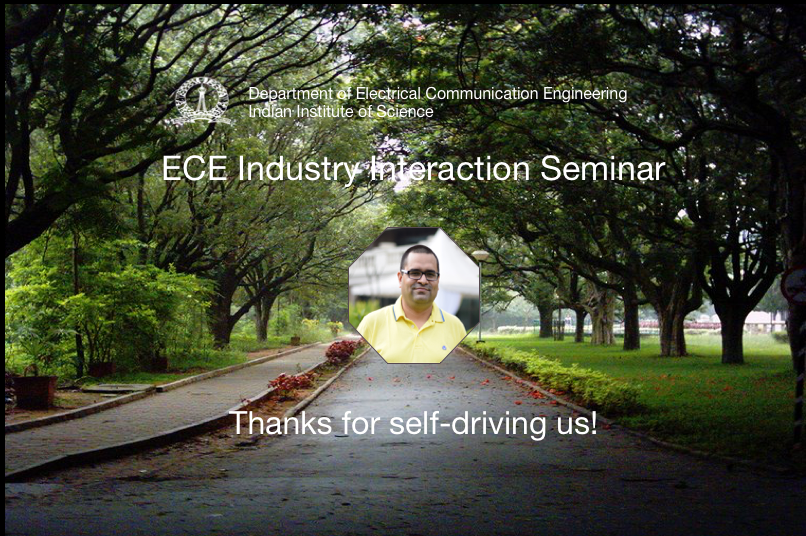 Department of Electrical Communication Engineering
Indian Institute of Science
ECE Industry Interaction Seminar
Thanks for self-driving us!